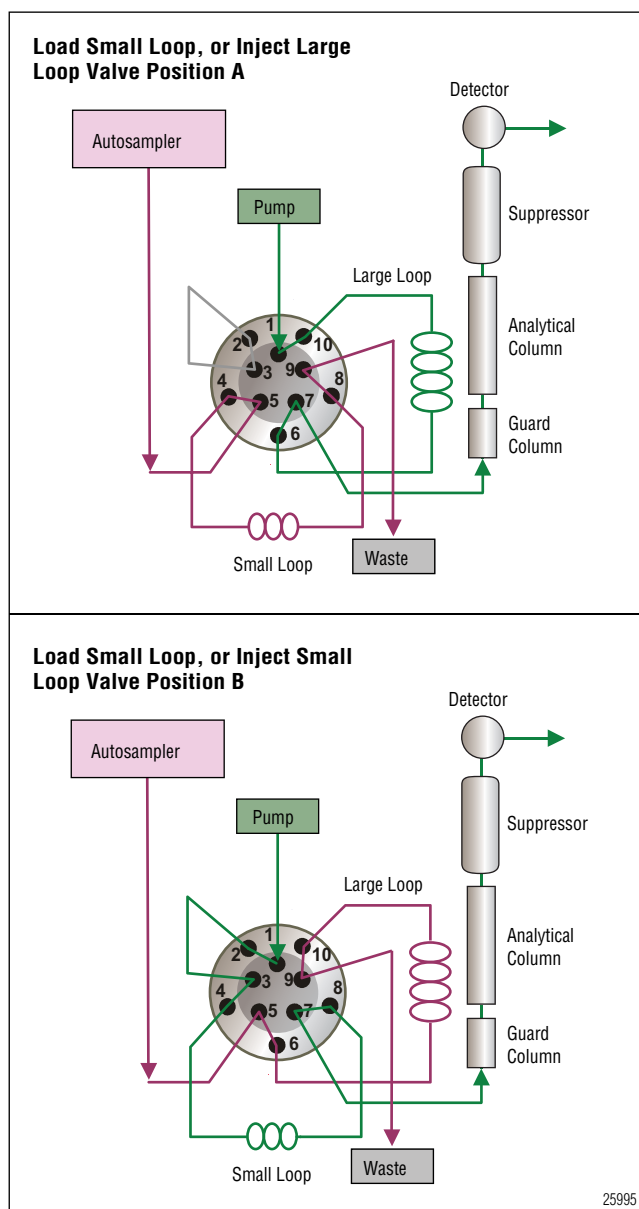 Load Small Loop, or Inject Large
Loop Valve Position A
Detector
Autosampler
Pump
Suppressor
Large Loop
1
2
10
3
9
4
8
5
7
6
Analytical
Column
Guard
Column
Small Loop
Waste
Load Small Loop, or Inject Small
Loop Valve Position B
Detector
Autosampler
Pump
Suppressor
Large Loop
1
2
10
3
9
4
8
5
7
6
Analytical
Column
Guard
Column
Small Loop
Waste
25995